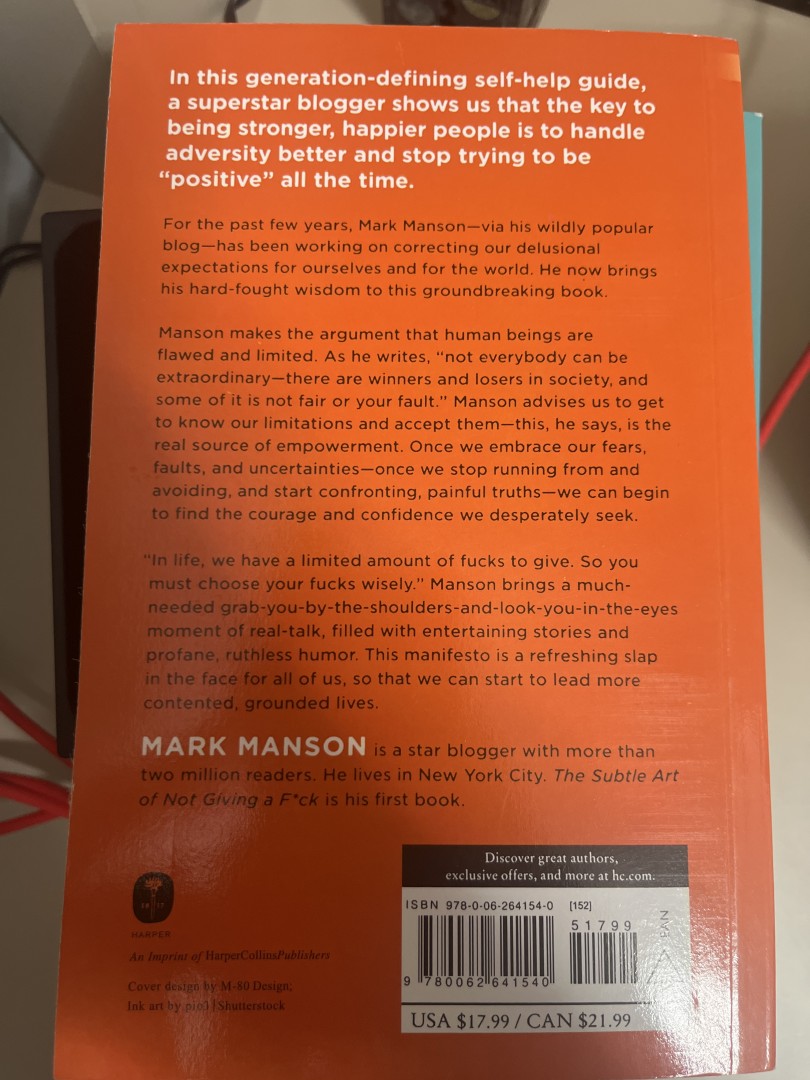 In this generation-defining self-help guide,
a superstar blogger shows us that the key to
being stronger, happier people is to handle
adversity better and stop trying to be
“positive” all the time.
For the past few years, Mark Manson—via his wildly popular
blog—has been working on correcting our delusional
expectations for ourselves and for the world. He now brings
his hard-fought wisdom to this groundbreaking book.
Manson makes the argument that human beings are
flawed and limited. As he writes, “not everybody can be
extraordinary—there are winners and losers in society, and
some of it is not fair or your fault.” Manson advises us to get
to know our limitations and accept them—this, he says, is the
real source of empowerment. Once we embrace our fears,
faults, and uncertainties—once we stop running from and
avoiding, and start confronting, painful truths—we can begin
to find the courage and confidence we desperately seek.
“In life, we have a limited amount of fucks to give. So you
must choose your fucks wisely.” Manson brings a much-
needed grab-you-by-the-shoulders-and-look-you-in-the-eyes
moment of real-talk, filled with entertaining stories and
profane, ruthless humor. This manifesto is a refreshing slap
in the face for all of us, so that we can start to lead more
contented, grounded lives.
MARK MANSON is a star blogger with more than
two million readers. He lives in New York City. The Subtle Art
of Not Giving a F*ck is his first book.
18 17
HARPER
An Imprint of HarperCollinsPublishers
Cover design by M-80 Design;
Ink art by pio3 | Shutterstock
Discover great authors,
exclusive offers, and more at hc.com.
ISBN 978-0-06-264154-0 [152]
51799
9 780062 641540
EAN
USA $17.99 / CAN $21.99